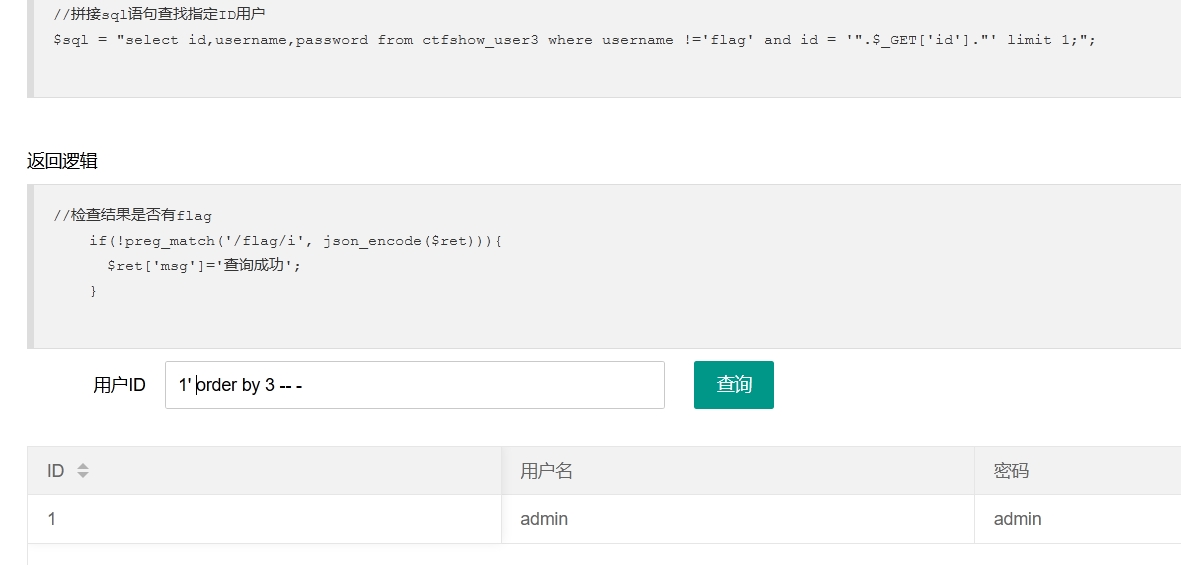 //拼接sql语句查找指定ID用户
$sql = "select id,username,password from ctfshow_user3 where username !='flag' and id = '".$_GET['id']."' limit 1;";
返回逻辑
//检查结果是否有flag
if(!preg_match('/flag/i', json_encode($ret))){
$ret['msg']='查询成功';
}
用户ID 1' order by 3 -- - 查询
ID 用户名 密码
1 admin admin